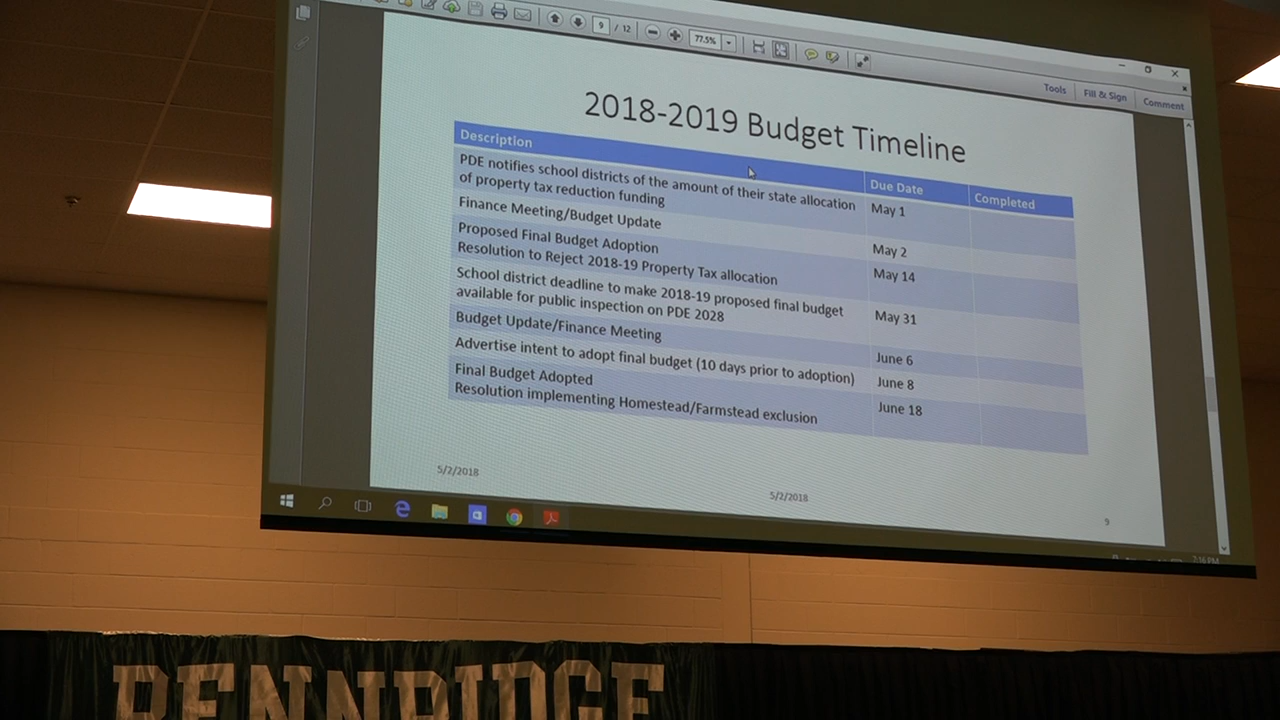 9 / 12
77.5%
Tools
Fill & Sign
Comment
2018-2019 Budget Timeline
Description
Due Date
Completed
PDE notifies school districts of the amount of their state allocation
of property tax reduction funding
May 1
Finance Meeting/Budget Update
May 2
Proposed Final Budget Adoption
Resolution to Reject 2018-19 Property Tax allocation
May 14
School district deadline to make 2018-19 proposed final budget
available for public inspection on PDE 2028
May 31
Budget Update/Finance Meeting
June 6
Advertise intent to adopt final budget (10 days prior to adoption)
June 8
Final Budget Adopted
Resolution implementing Homestead/Farmstead exclusion
June 18
5/2/2018
5/2/2018
9
7:16 PM
PENNRIDGE